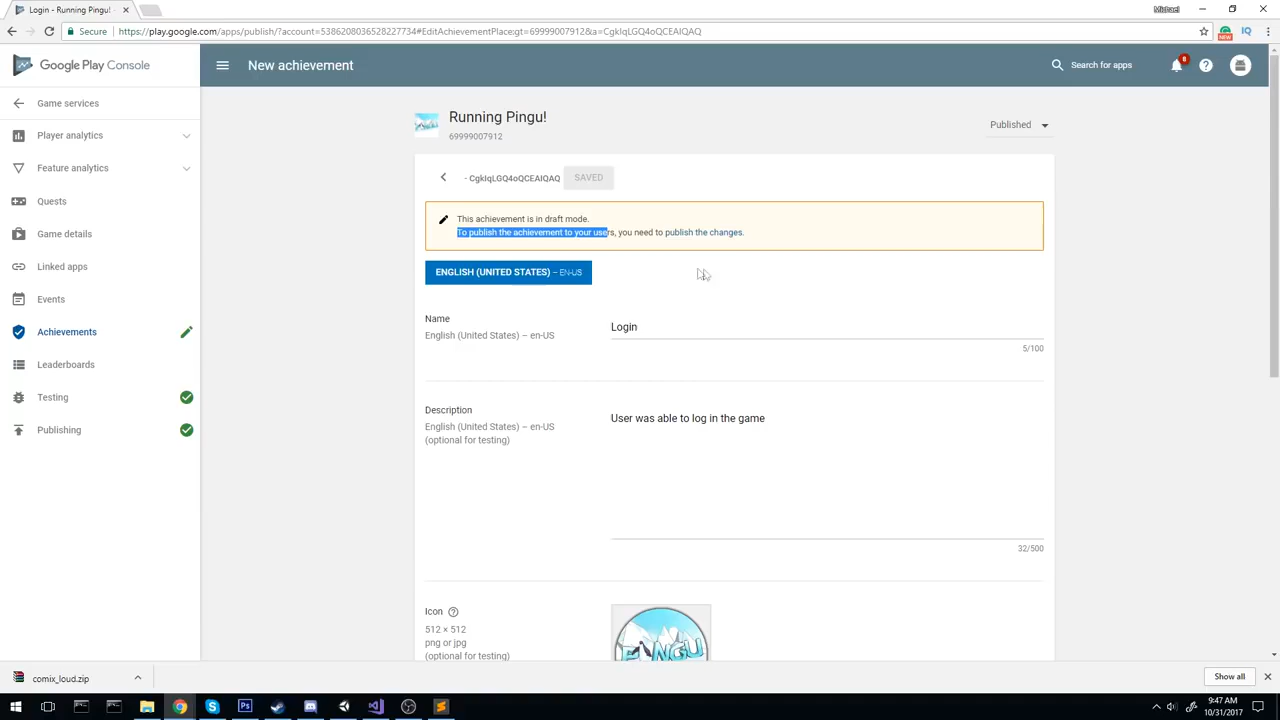 Login - Running Pingu! -
Michael
Secure
https://play.google.com/apps/publish/?account=5386208036528227734#EditAchievementPlace:gt=69999007912&a=CgkIqLGQ4oQCEAIQAQ
NEW
IQ
Google Play Console
New achievement
Search for apps
8
Game services
Player analytics
Feature analytics
Quests
Game details
Linked apps
Events
Achievements
Leaderboards
Testing
Publishing
Running Pingu!
69999007912
Published
- CgkIqLGQ4oQCEAIQAQ
SAVED
This achievement is in draft mode.
To publish the achievement to your users, you need to publish the changes.
ENGLISH (UNITED STATES) – EN-US
Name
English (United States) – en-US
Login
5/100
Description
English (United States) – en-US
(optional for testing)
User was able to log in the game
32/500
Icon
512 × 512
png or jpg
(optional for testing)
PINGU
comix_loud.zip
Show all
9:47 AM
10/31/2017